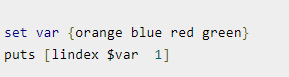 set var {orange blue red green}
puts [lindex $var  1]